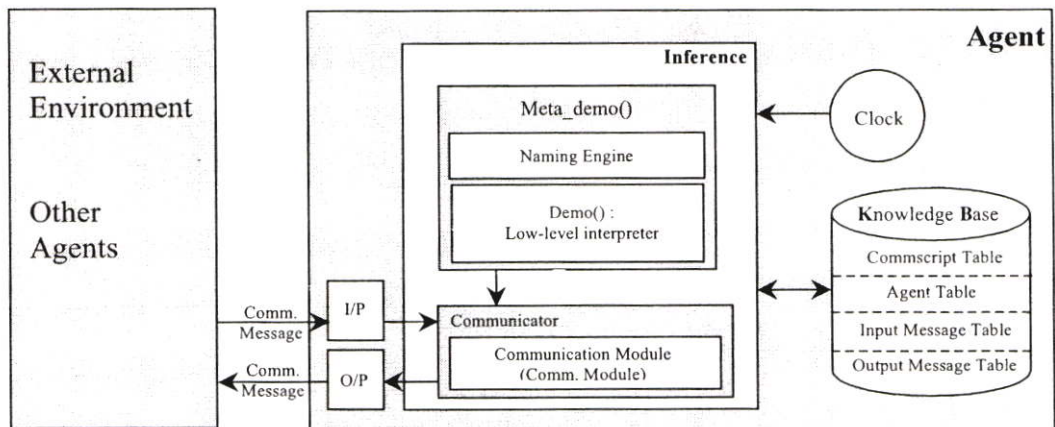 External
Environment
Other
Agents
Agent
Inference
Meta_demo()
Naming Engine
Demo() :
Low-level interpreter
Clock
Knowledge Base
Commscript Table
Agent Table
Input Message Table
Output Message Table
Comm.
Message
I/P
Communicator
Communication Module
(Comm. Module)
Comm.
Message
O/P